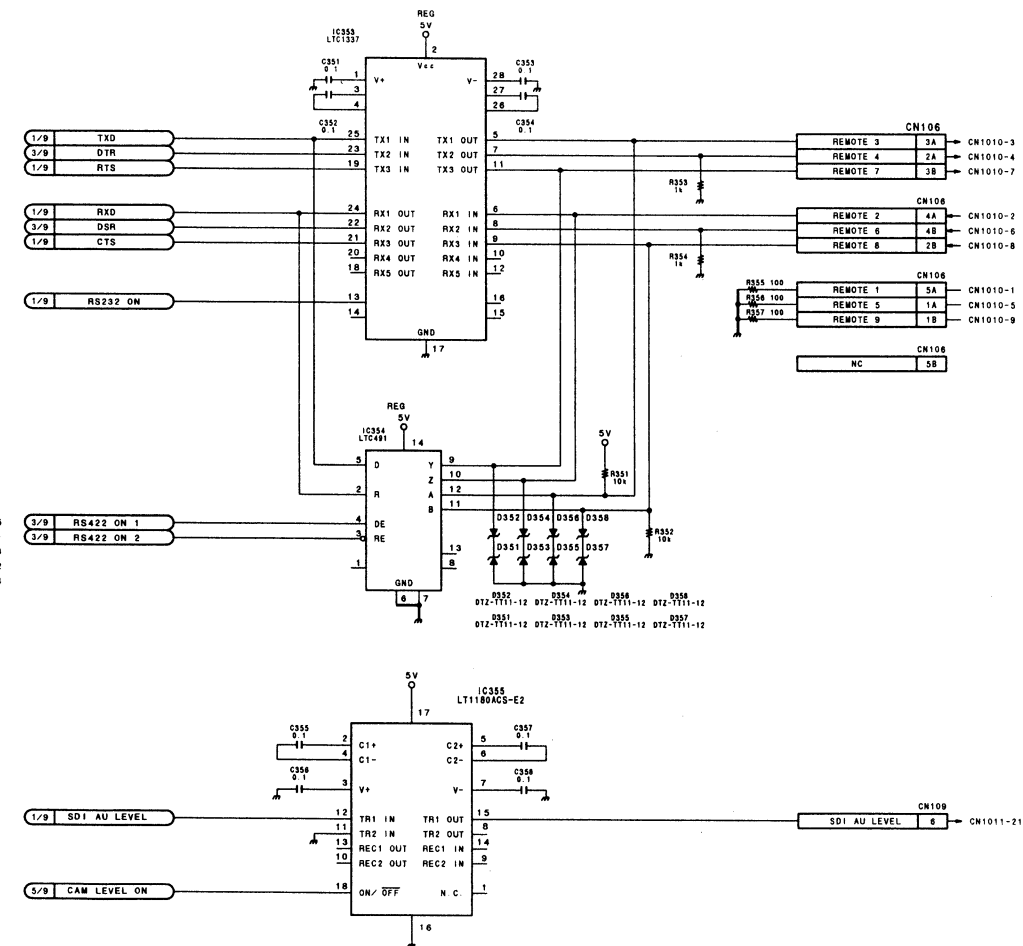 REG
5V
IC353
LTC1337
2
Vcc
C351
0.1
1 V+
3
4
C352
0.1
V- 28
27
26
C353
0.1
C354
0.1
1/9 TXD
3/9 DTR
1/9 RTS
25 TX1 IN
23 TX2 IN
19 TX3 IN
TX1 OUT 5
TX2 OUT 7
TX3 OUT 11
R353
1k
CN106
REMOTE 3 3A CN1010-3
REMOTE 4 2A CN1010-4
REMOTE 7 3B CN1010-7
1/9 RXD
3/9 DSR
1/9 CTS
24 RX1 OUT
22 RX2 OUT
21 RX3 OUT
20 RX4 OUT
18 RX5 OUT
RX1 IN 6
RX2 IN 8
RX3 IN 9
RX4 IN 10
RX5 IN 12
R354
1k
CN106
REMOTE 2 4A CN1010-2
REMOTE 6 4B CN1010-6
REMOTE 8 2B CN1010-8
1/9 RS232 ON
13
14
16
15
GND
17
CN106
R355 100
R356 100
R357 100
REMOTE 1 5A CN1010-1
REMOTE 5 1A CN1010-5
REMOTE 9 1B CN1010-9
CN106
NC 5B
REG
5V
IC354
LTC491
14
5 D
2 R
4 DE
3 RE
1
Y 9
Z 10
A 12
B 11
13
8
GND
6 7
3/9 RS422 ON 1
3/9 RS422 ON 2
5V
R351
10k
R352
10k
D352 D354 D356 D358
D351 D353 D355 D357
D352 D354 D356 D358
DTZ-TT11-12 DTZ-TT11-12 DTZ-TT11-12 DTZ-TT11-12
D351 D353 D355 D357
DTZ-TT11-12 DTZ-TT11-12 DTZ-TT11-12 DTZ-TT11-12
5V
IC355
LT1180ACS-E2
17
C355
0.1
2 C1+
4 C1-
C356
0.1
3 V+
5 C2+
6 C2-
C357
0.1
7 V-
C358
0.1
1/9 SDI AU LEVEL
12 TR1 IN
11 TR2 IN
13 REC1 OUT
10 REC2 OUT
TR1 OUT 15
TR2 OUT 8
REC1 IN 14
REC2 IN 9
CN109
SDI AU LEVEL 6 CN1011-21
5/9 CAM LEVEL ON
18 ON/OFF
N.C. 1
16